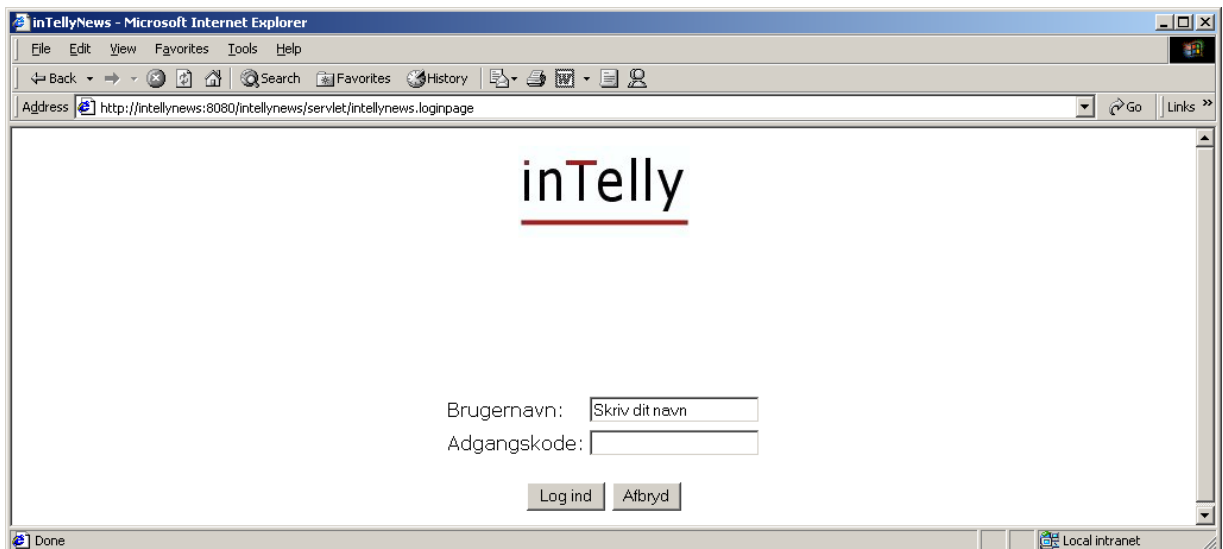 inTellyNews - Microsoft Internet Explorer
File Edit View Favorites Tools Help
Back Search Favorites History
Address http://intellynews:8080/intellynews/servlet/intellynews.loginpage Go Links »
inTelly
Brugernavn: Skriv dit navn
Adgangskode:
Log ind Afbryd
Done Local intranet